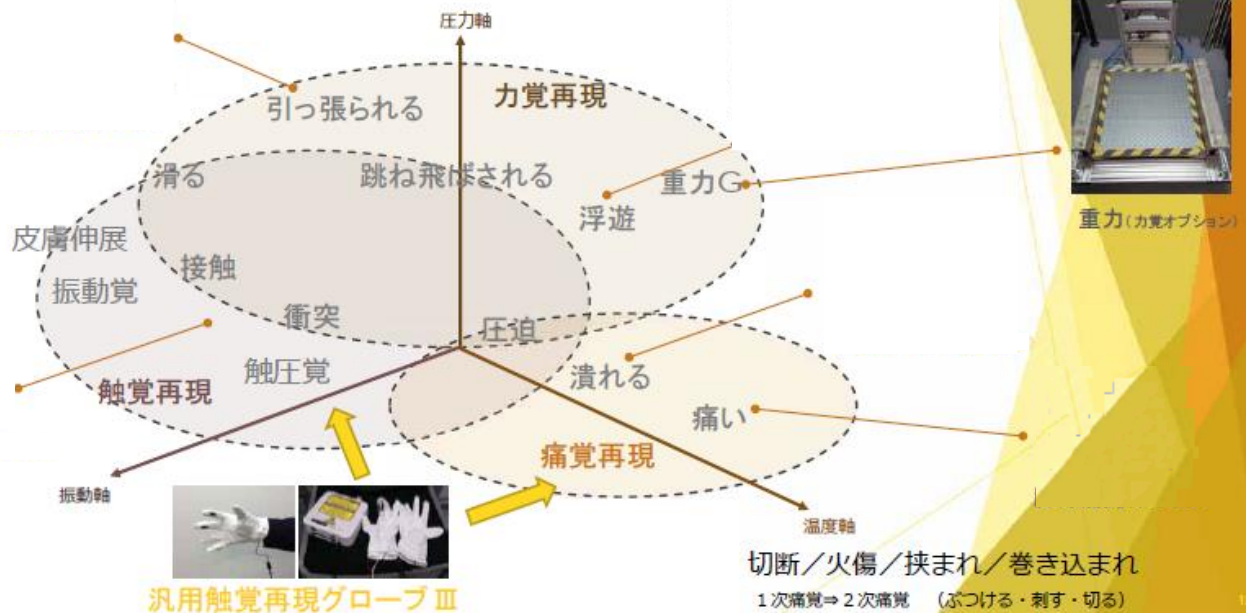 圧力軸
引っ張られる
力覚再現
滑る
跳ね飛ばされる
重力G
浮遊
重力(力覚オプション)
皮膚伸展
振動覚
接触
衝突
圧迫
触圧覚
触覚再現
潰れる
痛い
痛覚再現
振動軸
温度軸
切断／火傷／挟まれ／巻き込まれ
1次痛覚⇒2次痛覚　(ぶつける・刺す・切る)
汎用触覚再現グローブⅢ